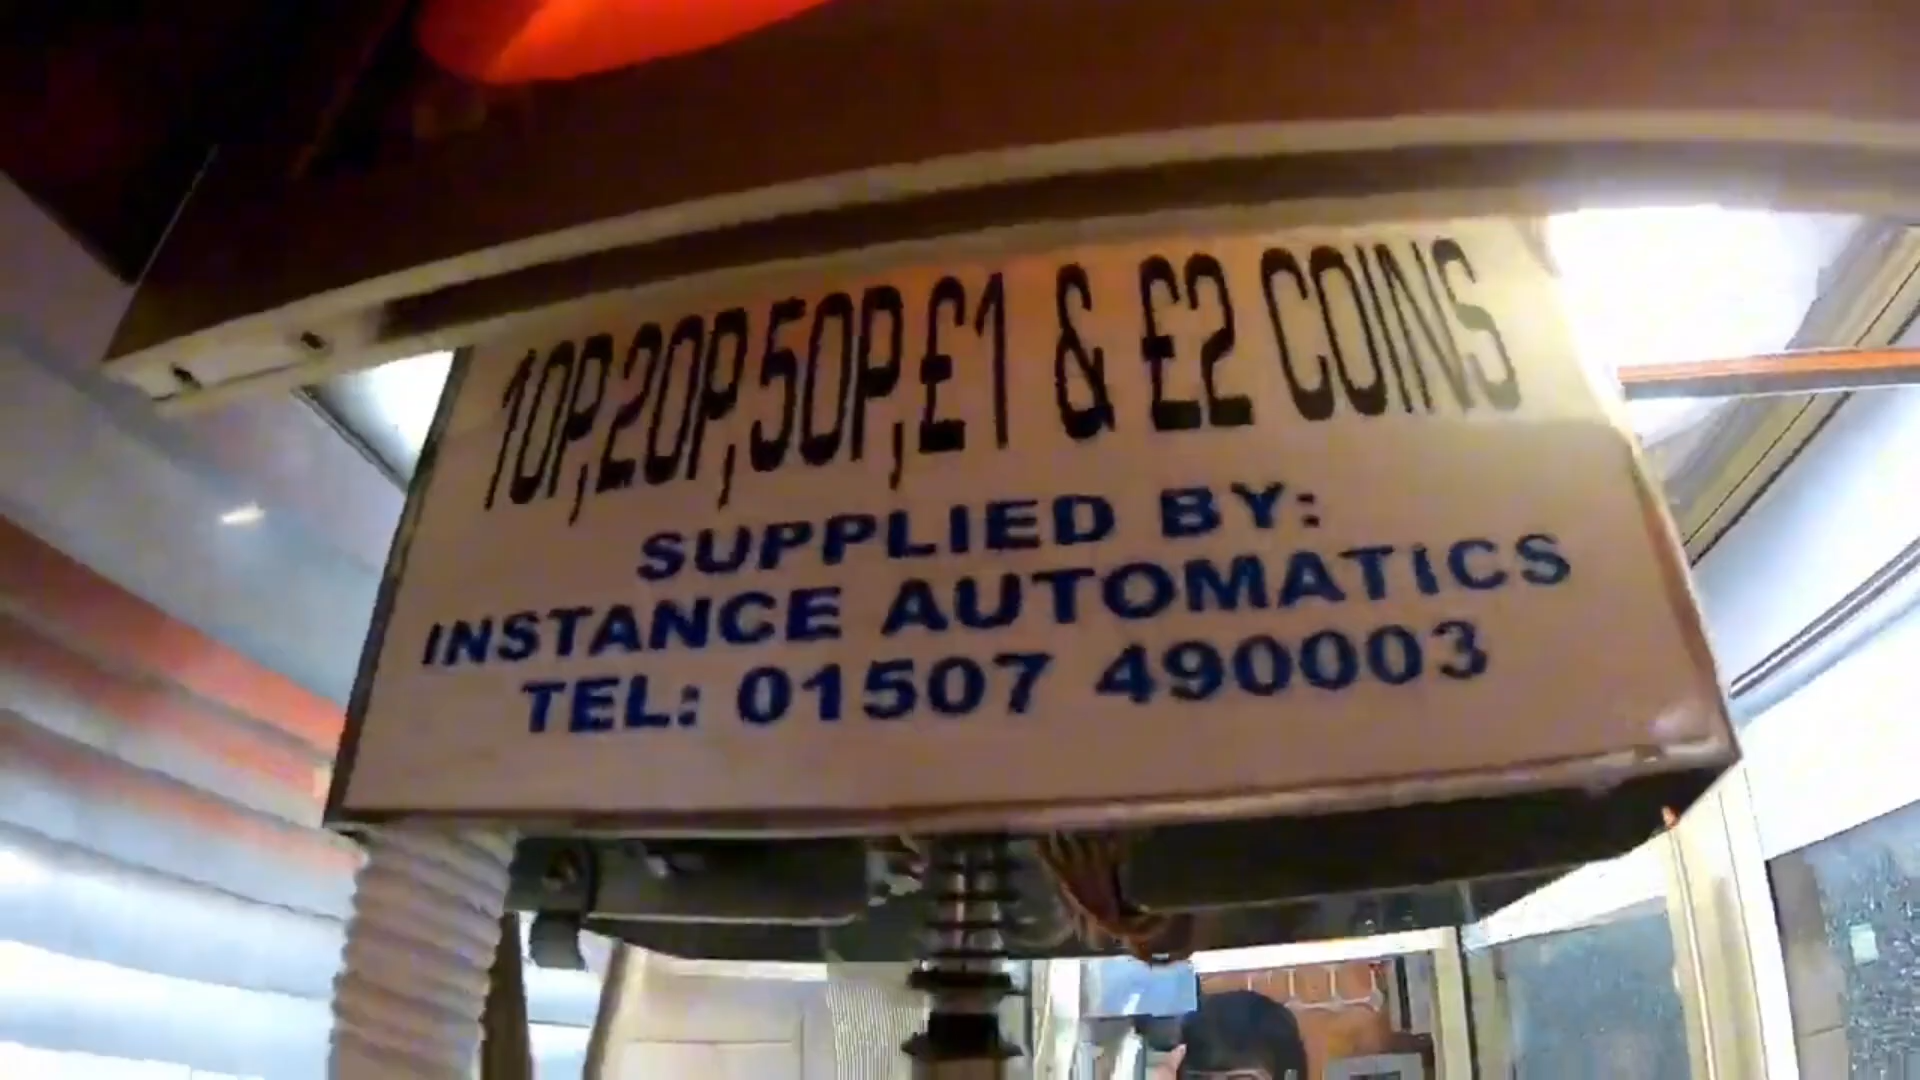 10P,20P,50P,£1 & £2 COINS
SUPPLIED BY:
INSTANCE AUTOMATICS
TEL: 01507 490003